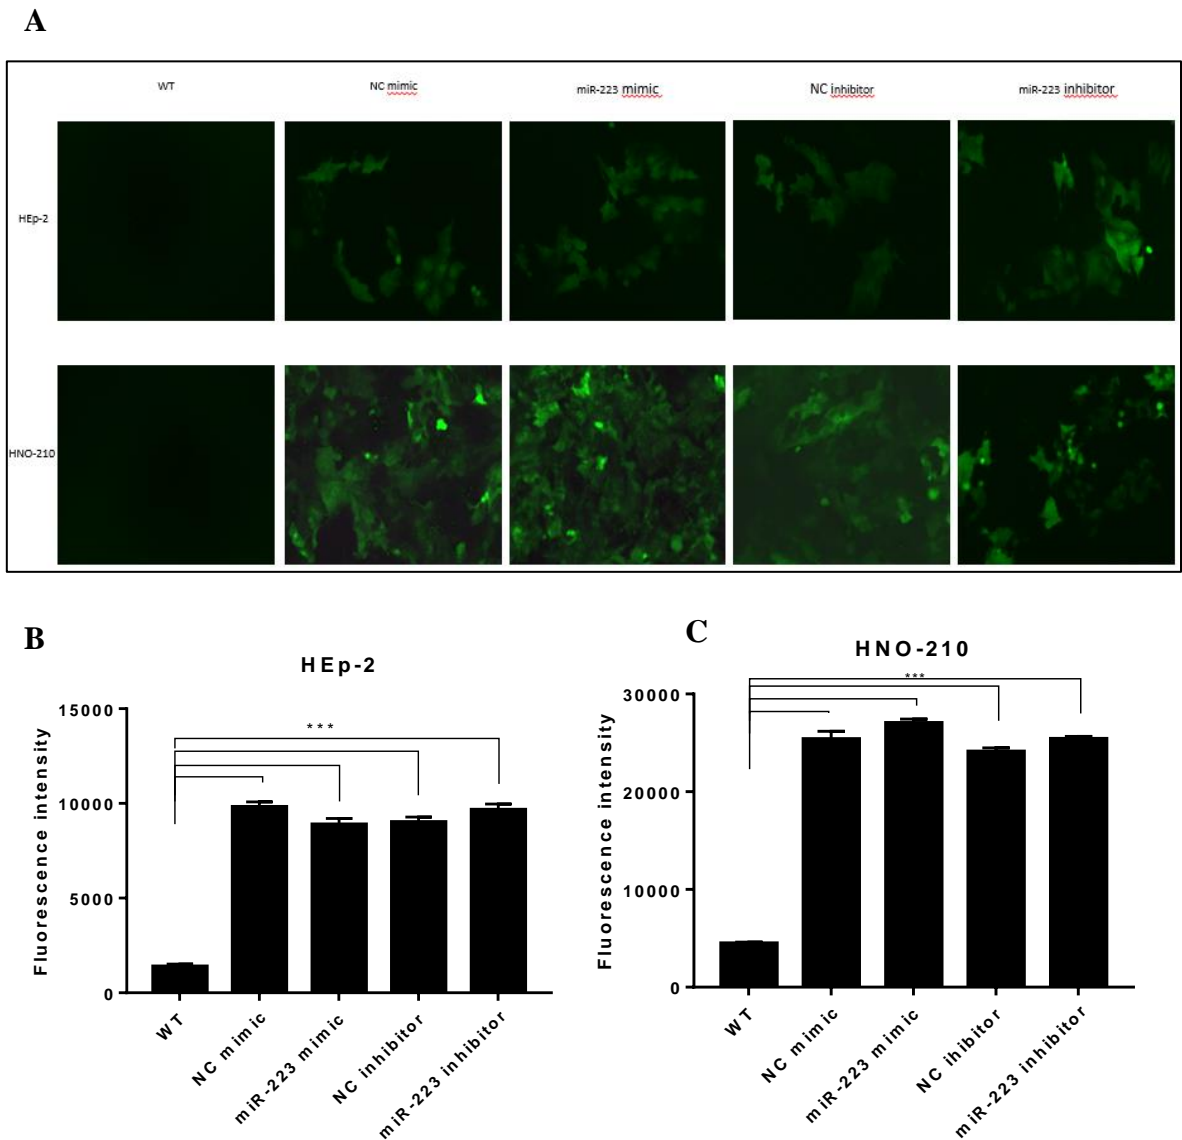 A
WT NC mimic miR-223 mimic NC inhibitor miR-223 inhibitor
HEp-2
HNO-210
B
HEp-2
Fluorescence intensity
15000
10000
5000
0
***
WT
NC mimic
miR-223 mimic
NC inhibitor
miR-223 inhibitor
C
HNO-210
Fluorescence intensity
30000
20000
10000
0
***
WT
NC mimic
miR-223 mimic
NC ihibitor
miR-223 inhibitor